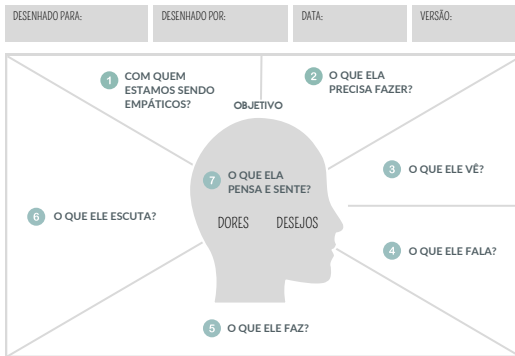 DESENHADO PARA:
DESENHADO POR:
DATA:
VERSÃO:
1 COM QUEM
ESTAMOS SENDO
EMPÁTICOS?
2 O QUE ELA
PRECISA FAZER?
OBJETIVO
3 O QUE ELE VÊ?
7 O QUE ELA
PENSA E SENTE?
DORES DESEJOS
6 O QUE ELE ESCUTA?
4 O QUE ELE FALA?
5 O QUE ELE FAZ?